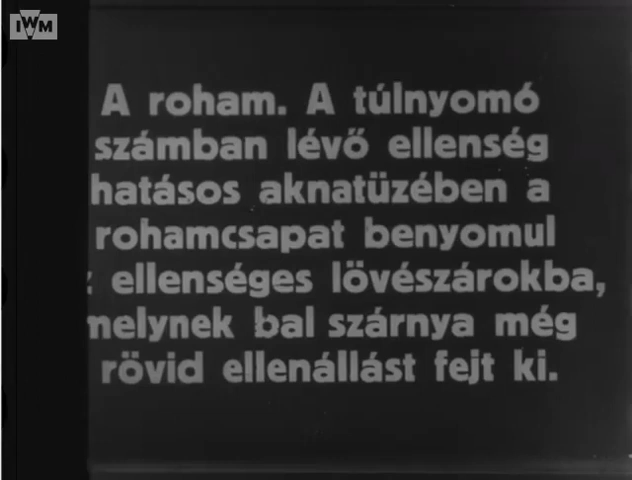 IWM
A roham. A túlnyomó
számban lévő ellenség
hatásos aknatüzében a
rohamcsapat benyomul
ellenséges lövészárokba,
melynek bal szárnya még
rövid ellenállást fejt ki.